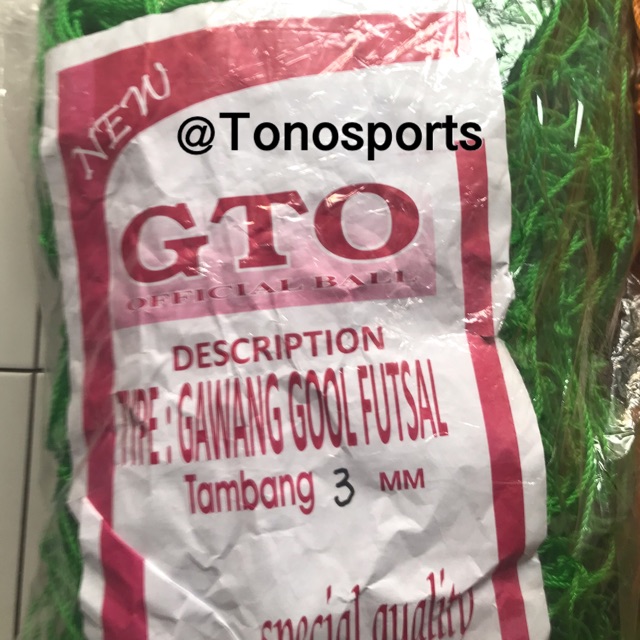 NEW
@Tonosports
GTO
OFFICIAL BALL
DESCRIPTION
TYPE : GAWANG GOOL FUTSAL
Tambang 3 MM
special quality